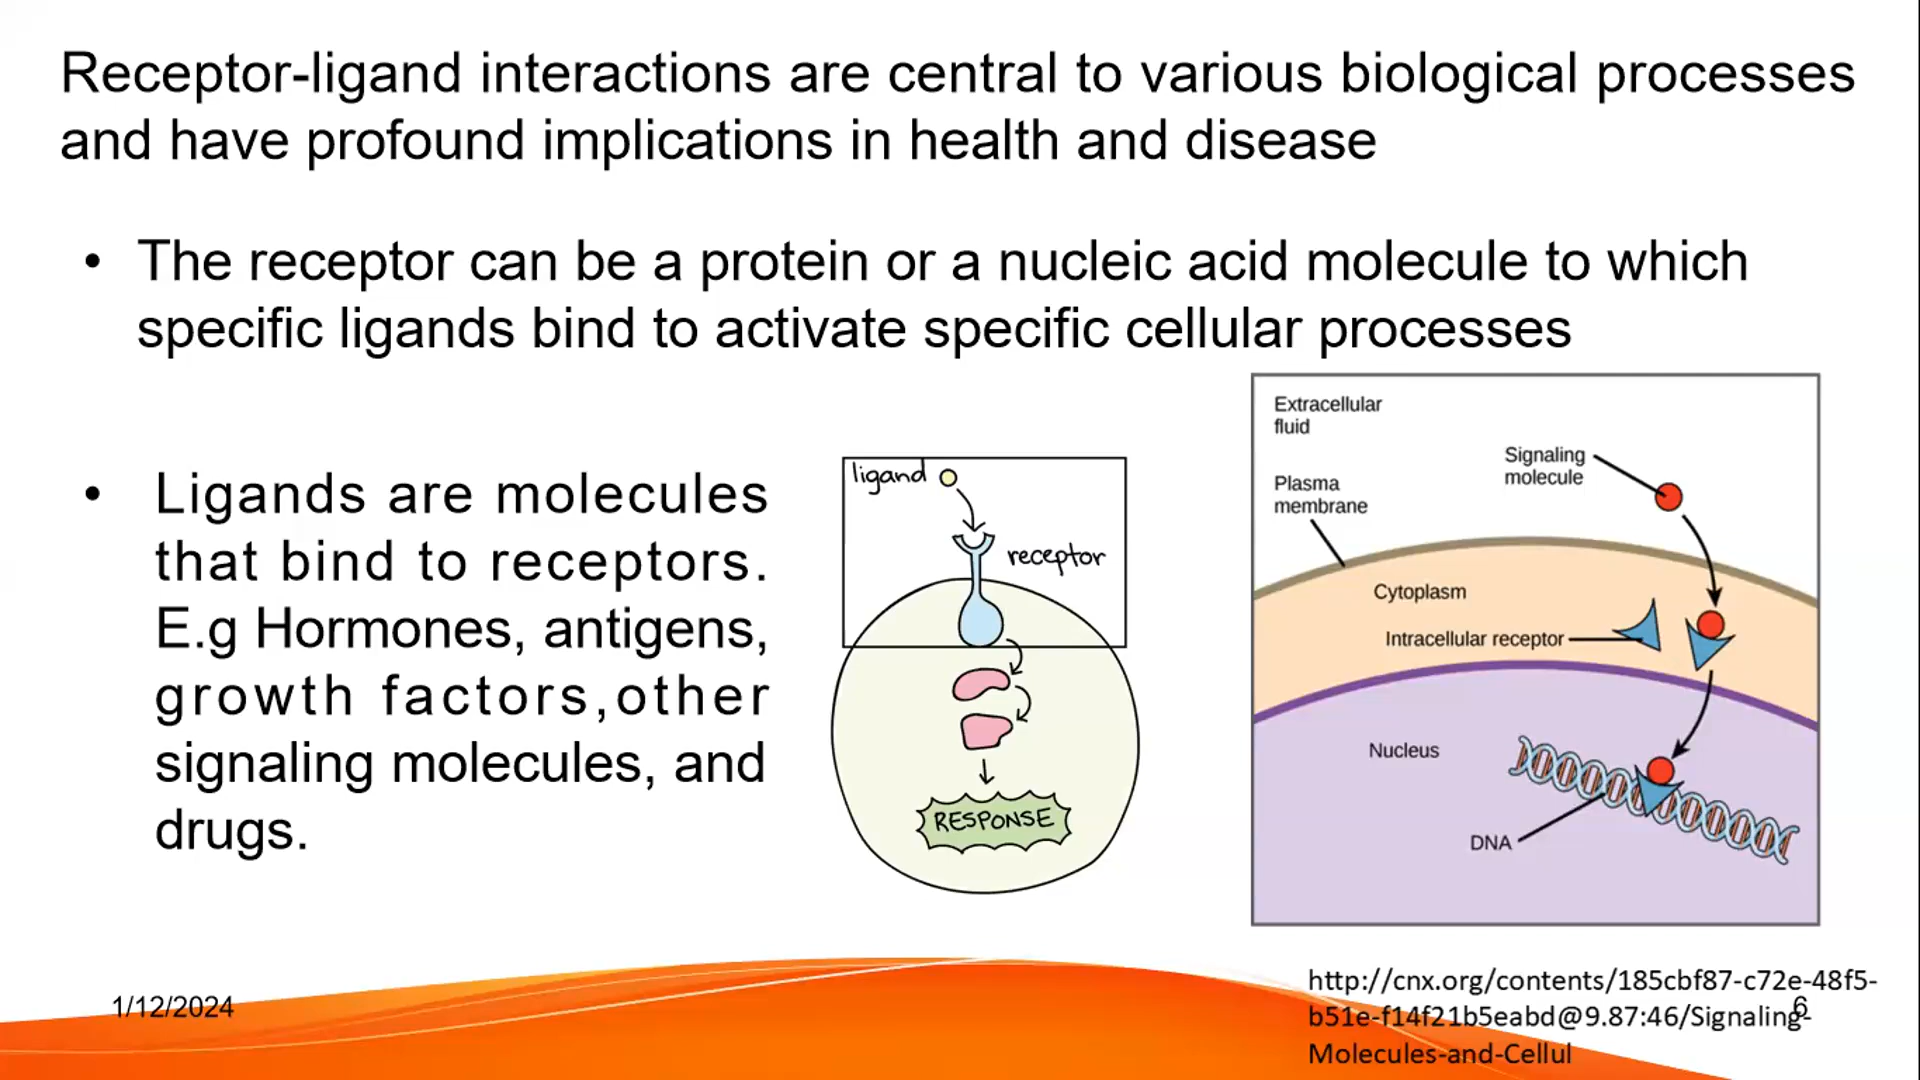 Receptor-ligand interactions are central to various biological processes
and have profound implications in health and disease
• The receptor can be a protein or a nucleic acid molecule to which
specific ligands bind to activate specific cellular processes
• Ligands are molecules
that bind to receptors.
E.g Hormones, antigens,
growth factors,other
signaling molecules, and
drugs.
ligand
receptor
RESPONSE
Extracellular
fluid
Signaling
molecule
Plasma
membrane
Cytoplasm
Intracellular receptor
Nucleus
DNA
http://cnx.org/contents/185cbf87-c72e-48f5-
b51e-f14f21b5eabd@9.87:46/Signaling-
Molecules-and-Cellul
1/12/2024
6